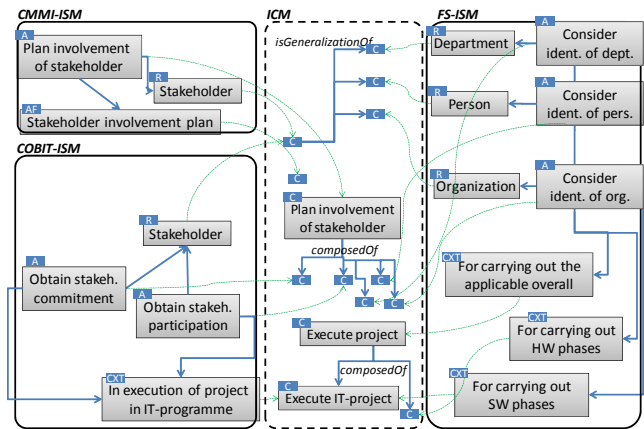 CMMI-ISM
A
Plan involvement
of stakeholder
R
Stakeholder
AF
Stakeholder involvement plan
COBIT-ISM
R
Stakeholder
A
Obtain stakeh.
commitment
A
Obtain stakeh.
participation
CXT
In execution of project
in IT-programme
ICM
isGeneralizationOf
C
C
C
C
C
C
Plan involvement
of stakeholder
composedOf
C
C
C
C
C
C
Execute project
composedOf
C
Execute IT-project
C
FS-ISM
R
Department
A
Consider
ident. of dept.
R
Person
A
Consider
ident. of pers.
R
Organization
A
Consider
ident. of org.
CXT
For carrying out the
applicable overall
CXT
For carrying out
HW phases
CXT
For carrying out
SW phases